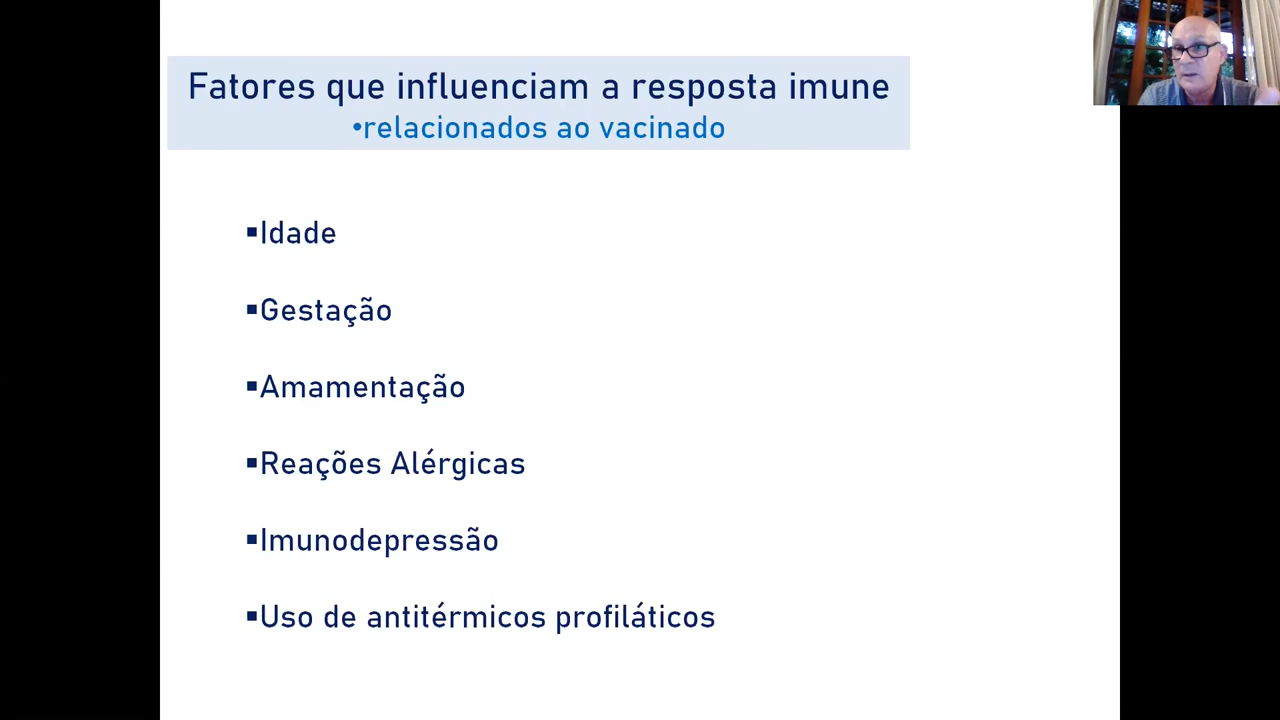 Fatores que influenciam a resposta imune
•relacionados ao vacinado
▪Idade
▪Gestação
▪Amamentação
▪Reações Alérgicas
▪Imunodepressão
▪Uso de antitérmicos profiláticos